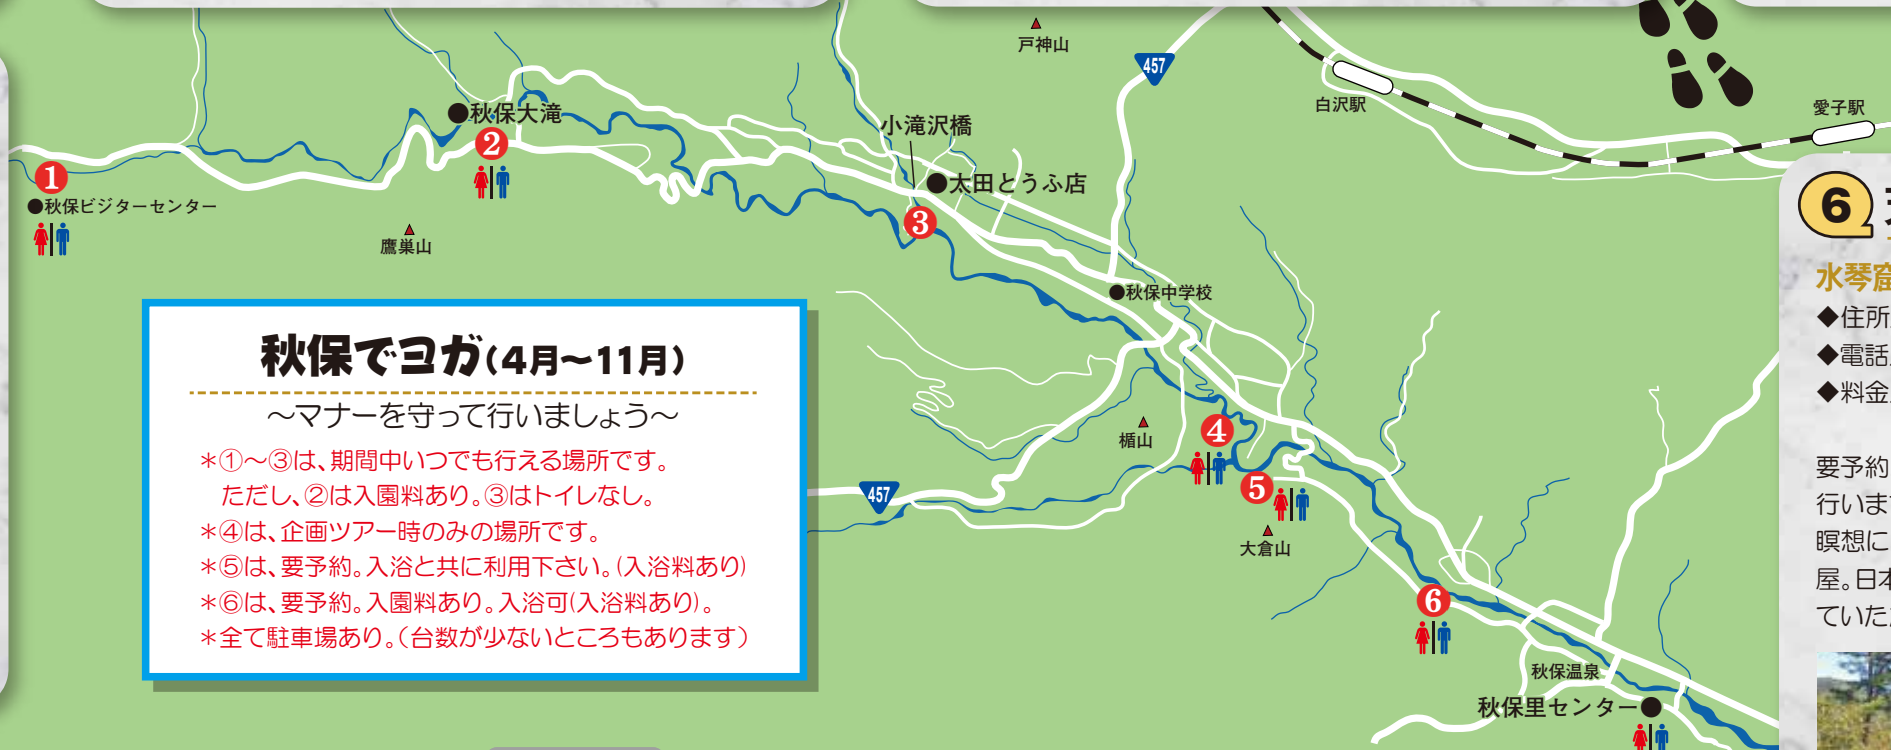 戸神山
457
白沢駅
愛子駅
●秋保大滝
2
小滝沢橋
●太田とうふ店
1
●秋保ビジターセンター
3
鷹巣山
6
水琴窟
◆住所
◆電話
◆料金
●秋保中学校
秋保でヨガ(4月～11月)
～マナーを守って行いましょう～
＊①～③は、期間中いつでも行える場所です。
ただし、②は入園料あり。③はトイレなし。
＊④は、企画ツアー時のみの場所です。
＊⑤は、要予約。入浴と共に利用下さい。(入浴料あり)
＊⑥は、要予約。入園料あり。入浴可(入浴料あり)。
＊全て駐車場あり。（台数が少ないところもあります）
楯山
4
457
5
大倉山
要予約
行いま
瞑想に
屋。日本
ていた
6
秋保温泉
秋保里センター●